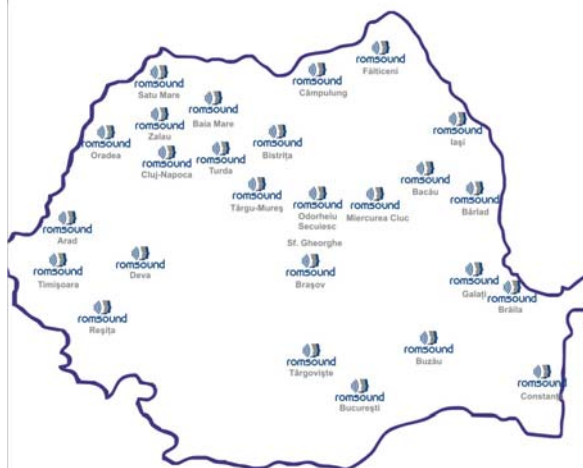 romsound
Fălticeni
romsound
Câmpulung
romsound
Satu Mare
romsound
Baia Mare
romsound
Zalau
romsound
Iași
romsound
Oradea
romsound
Bistrița
romsound
Turda
romsound
Cluj-Napoca
romsound
Bacău
romsound
Târgu-Mureș
romsound
Odorheiu
Secuiesc
romsound
Miercurea Ciuc
romsound
Bârlad
romsound
Arad
Sf. Gheorghe
romsound
Deva
romsound
Timișoara
romsound
Brașov
romsound
Galați
romsound
Brăila
romsound
Reșița
romsound
Buzău
romsound
Târgoviște
romsound
Constanța
romsound
București